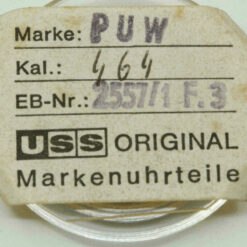 Marke: PUW
Kal.: 464
EB-Nr.: 2557/1 F.3
USS ORIGINAL
Markenuhrteile